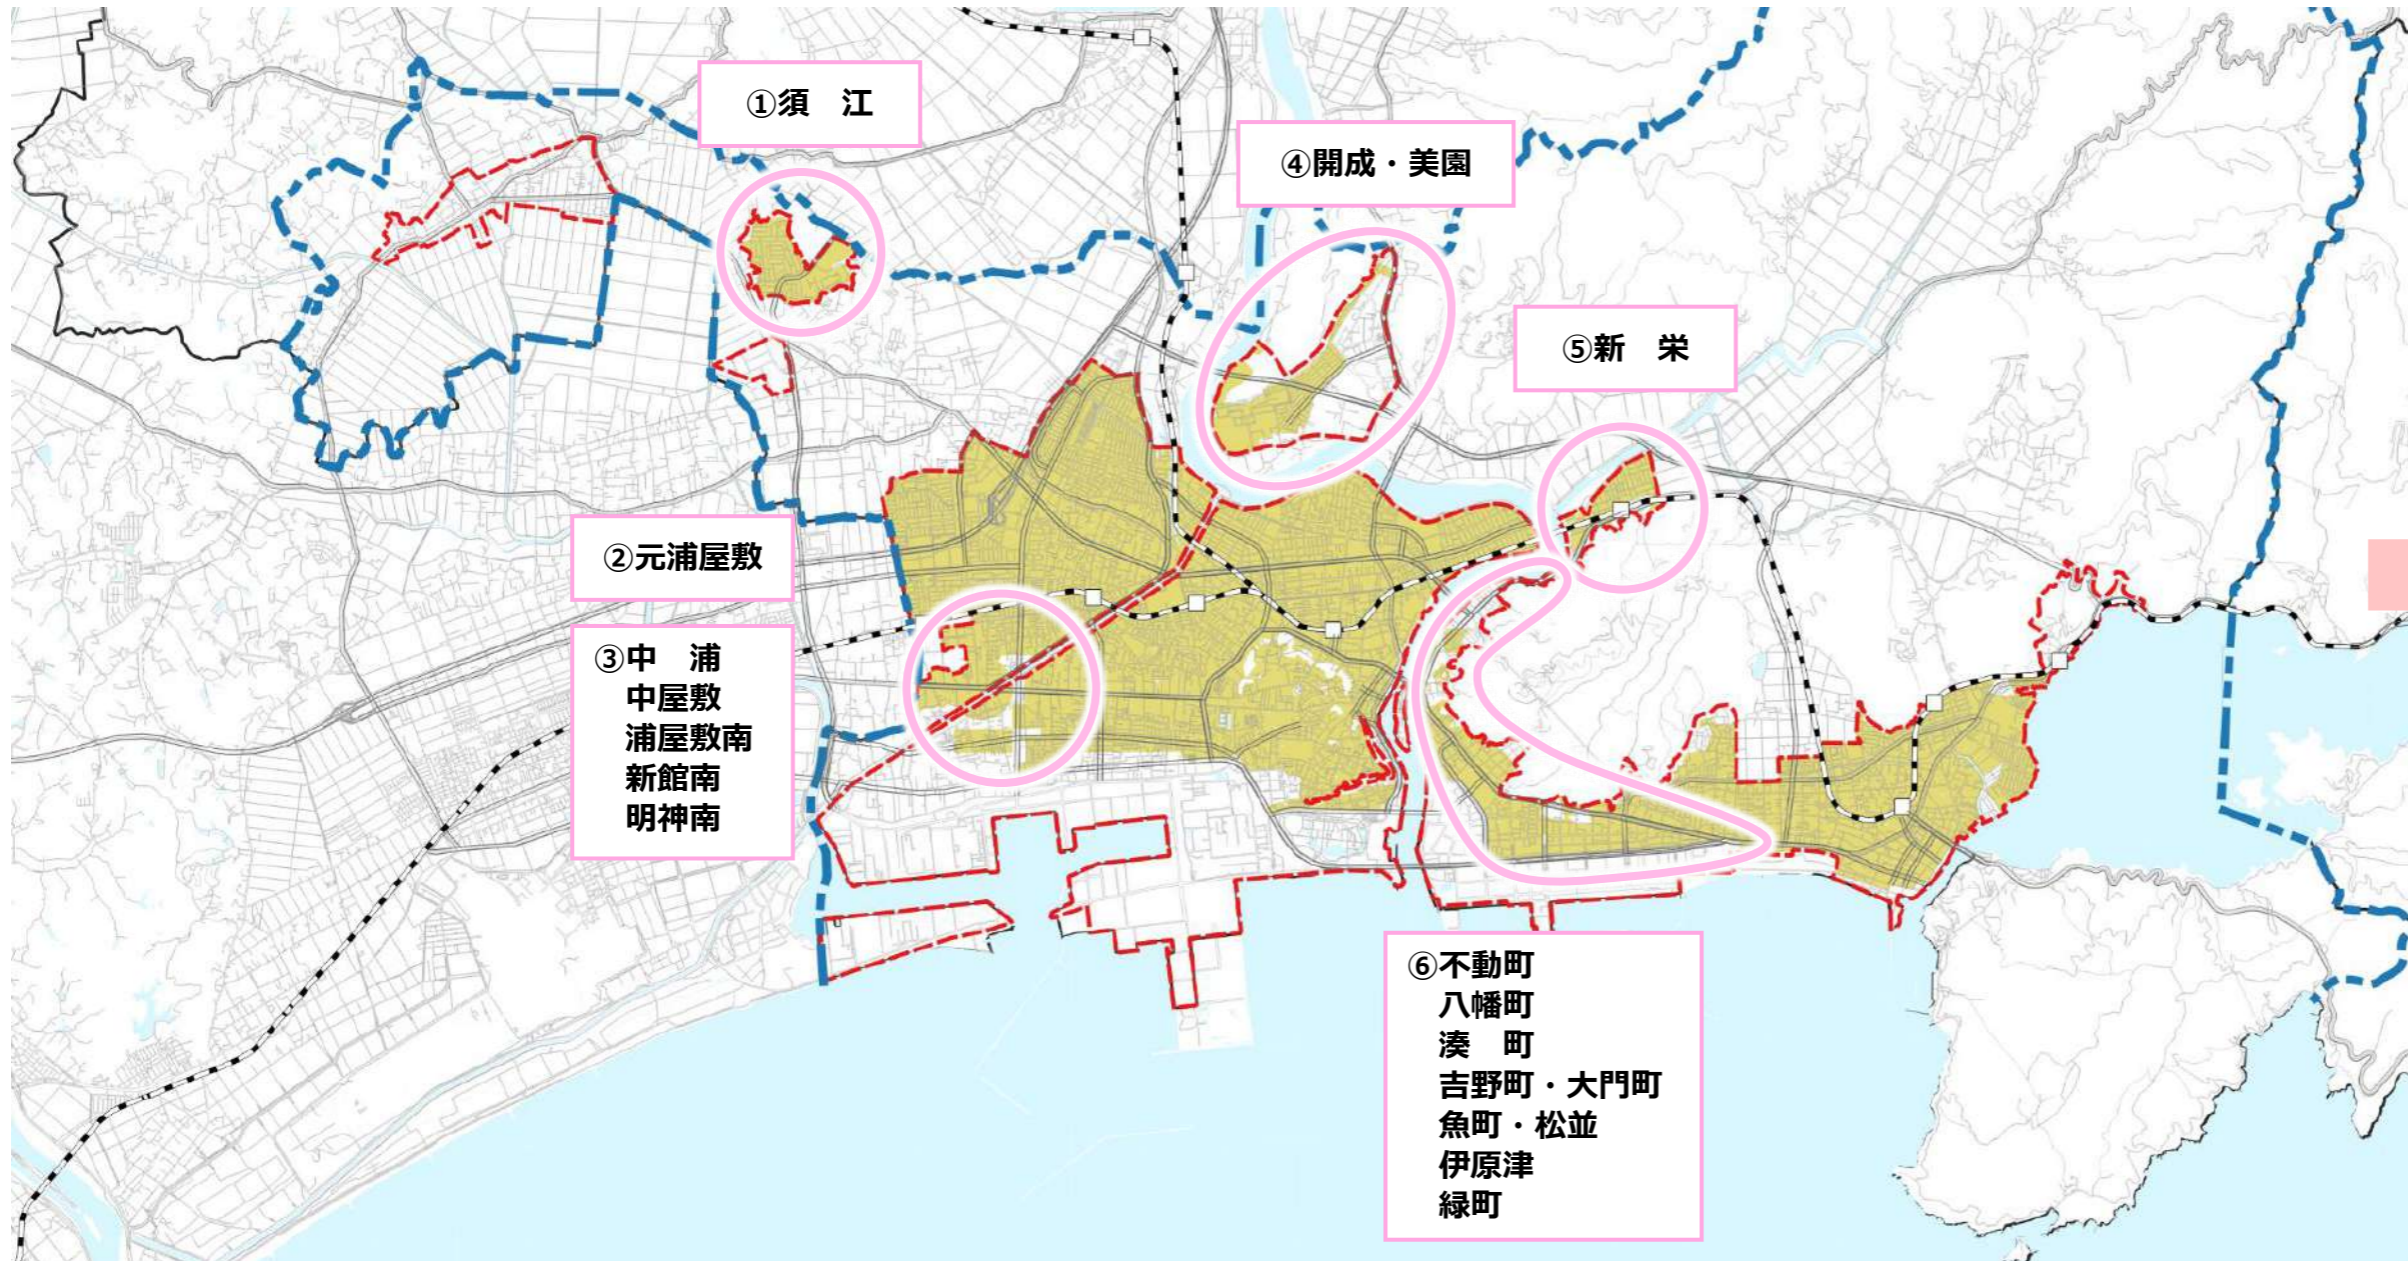 ①須　江
④開成・美園
⑤新　栄
②元浦屋敷
③中　浦
中屋敷
浦屋敷南
新館南
明神南
⑥不動町
八幡町
湊　町
吉野町・大門町
魚町・松並
伊原津
緑町